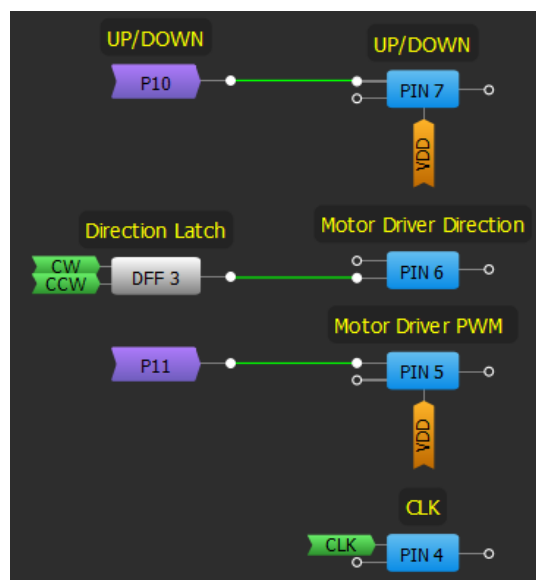 UP/DOWN
UP/DOWN
P10
PIN 7
VDD
Direction Latch
Motor Driver Direction
CW
CCW
DFF 3
PIN 6
Motor Driver PWM
P11
PIN 5
VDD
CLK
CLK
PIN 4